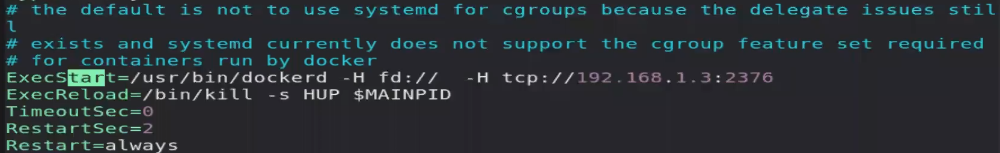 # the default is not to use systemd for cgroups because the delegate issues stil
l
# exists and systemd currently does not support the cgroup feature set required
# for containers run by docker
ExecStart=/usr/bin/dockerd -H fd://  -H tcp://192.168.1.3:2376
ExecReload=/bin/kill -s HUP $MAINPID
TimeoutSec=0
RestartSec=2
Restart=always